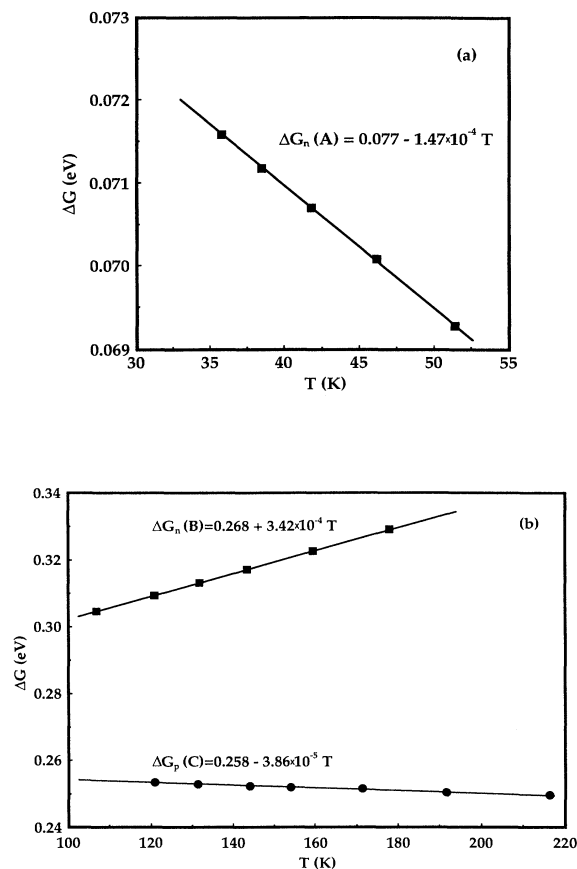 0.073
(a)
0.072
ΔGn (A) = 0.077 - 1.47×10-4 T
0.071
ΔG (eV)
0.070
0.069
30 35 40 45 50 55
T (K)
0.34
ΔGn (B)=0.268 + 3.42×10-4 T
(b)
0.32
0.30
ΔG (eV)
0.28
ΔGp (C)=0.258 - 3.86×10-5 T
0.26
0.24
100 120 140 160 180 200 220
T (K)